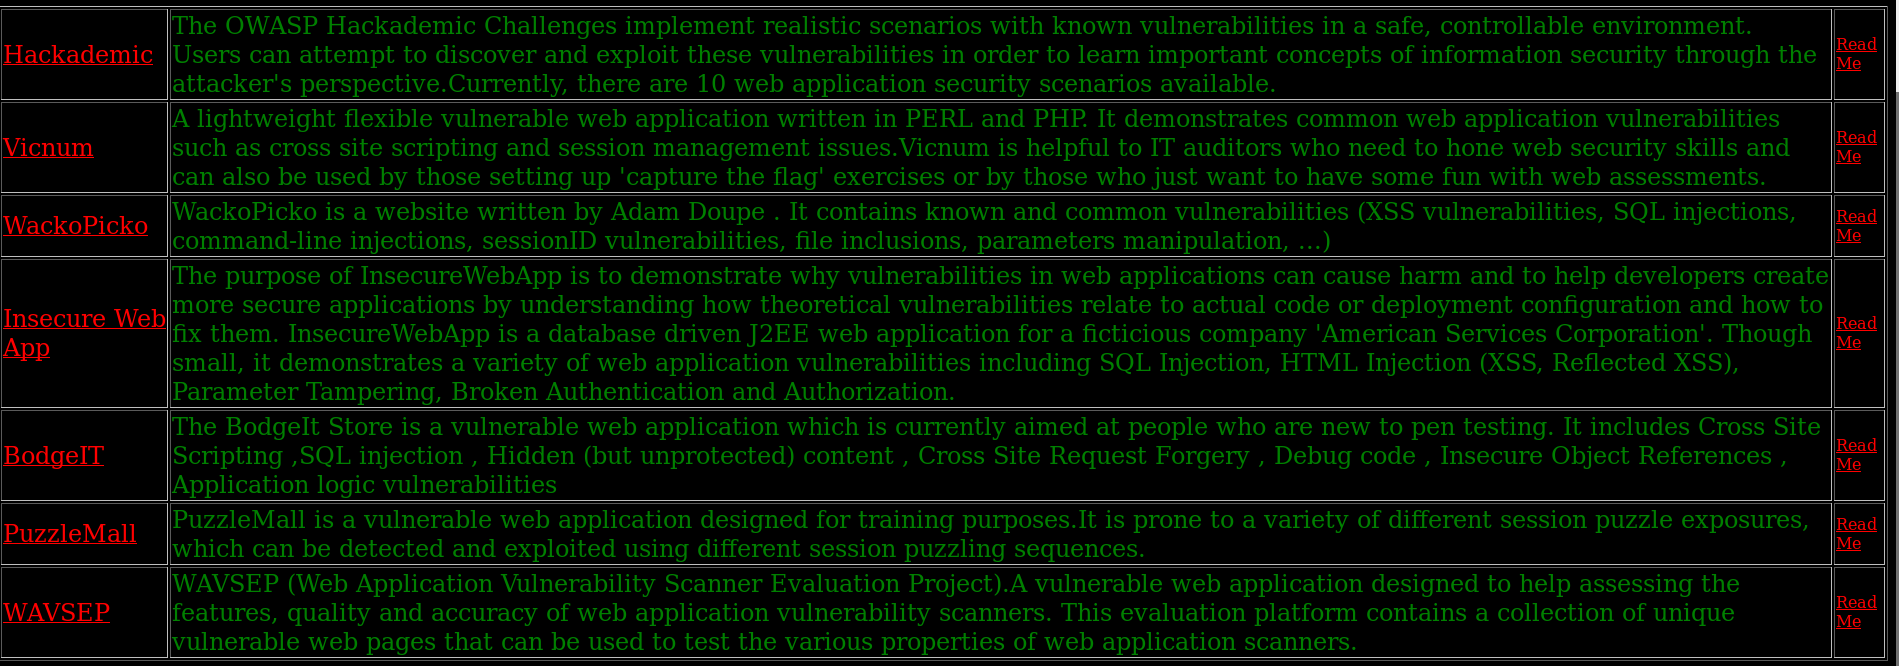 Hackademic
The OWASP Hackademic Challenges implement realistic scenarios with known vulnerabilities in a safe, controllable environment.
Users can attempt to discover and exploit these vulnerabilities in order to learn important concepts of information security through the
attacker's perspective.Currently, there are 10 web application security scenarios available.
Read
Me
Vicnum
A lightweight flexible vulnerable web application written in PERL and PHP. It demonstrates common web application vulnerabilities
such as cross site scripting and session management issues.Vicnum is helpful to IT auditors who need to hone web security skills and
can also be used by those setting up 'capture the flag' exercises or by those who just want to have some fun with web assessments.
Read
Me
WackoPicko
WackoPicko is a website written by Adam Doupe . It contains known and common vulnerabilities (XSS vulnerabilities, SQL injections,
command-line injections, sessionID vulnerabilities, file inclusions, parameters manipulation, ...)
Read
Me
Insecure Web
App
The purpose of InsecureWebApp is to demonstrate why vulnerabilities in web applications can cause harm and to help developers create
more secure applications by understanding how theoretical vulnerabilities relate to actual code or deployment configuration and how to
fix them. InsecureWebApp is a database driven J2EE web application for a ficticious company 'American Services Corporation'. Though
small, it demonstrates a variety of web application vulnerabilities including SQL Injection, HTML Injection (XSS, Reflected XSS),
Parameter Tampering, Broken Authentication and Authorization.
Read
Me
BodgeIT
The BodgeIt Store is a vulnerable web application which is currently aimed at people who are new to pen testing. It includes Cross Site
Scripting ,SQL injection , Hidden (but unprotected) content , Cross Site Request Forgery , Debug code , Insecure Object References ,
Application logic vulnerabilities
Read
Me
PuzzleMall
PuzzleMall is a vulnerable web application designed for training purposes.It is prone to a variety of different session puzzle exposures,
which can be detected and exploited using different session puzzling sequences.
Read
Me
WAVSEP
WAVSEP (Web Application Vulnerability Scanner Evaluation Project).A vulnerable web application designed to help assessing the
features, quality and accuracy of web application vulnerability scanners. This evaluation platform contains a collection of unique
vulnerable web pages that can be used to test the various properties of web application scanners.
Read
Me